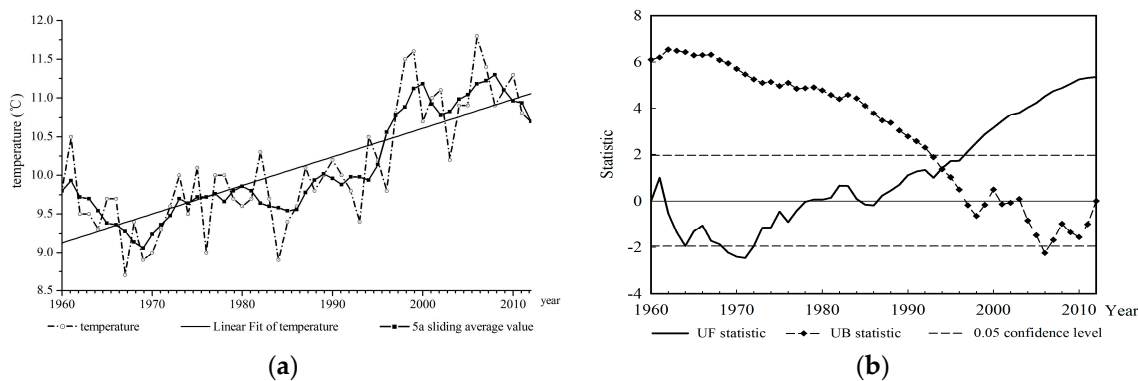 12.0
11.5
11.0
10.5
10.0
9.5
9.0
8.5
temperature (℃)
1960
1970
1980
1990
2000
2010
year
temperature
Linear Fit of temperature
5a sliding average value
(a)
8
6
4
2
0
-2
-4
Statistic
1960
1970
1980
1990
2000
2010
Year
UF statistic
UB statistic
0.05 confidence level
(b)